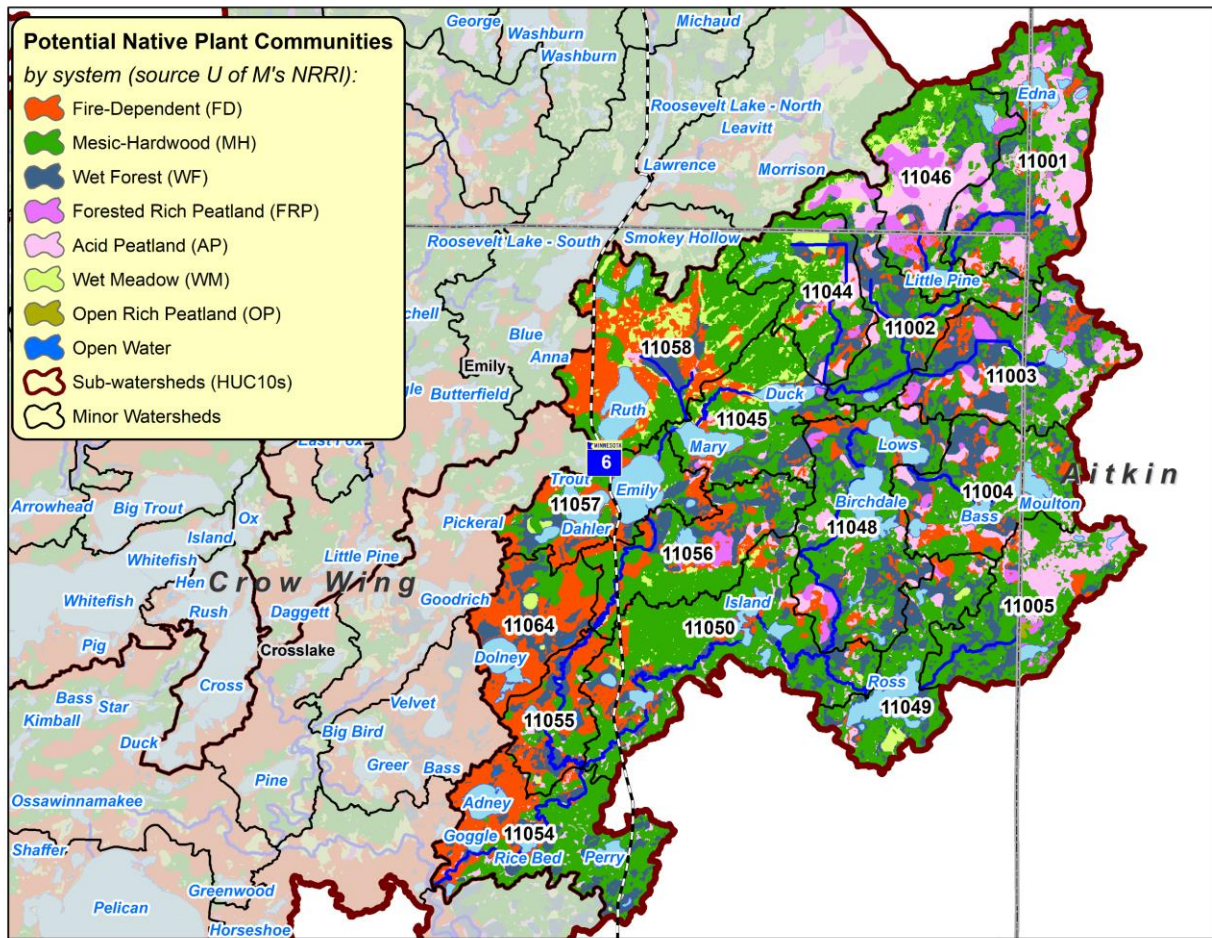 Potential Native Plant Communities
by system (source U of M's NRRI):
Fire-Dependent (FD)
Mesic-Hardwood (MH)
Wet Forest (WF)
Forested Rich Peatland (FRP)
Acid Peatland (AP)
Wet Meadow (WM)
Open Rich Peatland (OP)
Open Water
Sub-watersheds (HUC10s)
Minor Watersheds
George
Washburn
Washburn
Michaud
Roosevelt Lake - North
Leavitt
Lawrence
Morrison
Edna
11001
11046
Roosevelt Lake - South
Smokey Hollow
Little Pine
11044
11002
Blue
Anna
11058
11003
Emily
Butterfield
Ruth
Duck
11045
Mary
Lows
MINNESOTA
6
Aitkin
Trout
Emily
11057
Birchdale
11004
Moulton
Arrowhead
Big Trout
Ox
Pickeral
Dahler
11048
Bass
Island
11056
Whitefish
Little Pine
Hen
Crow Wing
Whitefish
Rush
Daggett
Goodrich
Island
11005
Pig
11064
11050
Crosslake
Dolney
Cross
Ross
Bass
Star
Velvet
11049
Kimball
11055
Duck
Big Bird
Greer
Bass
Pine
Ossawinnamakee
Adney
Goggle
11054
Shaffer
Rice Bed
Perry
Greenwood
Pelican
Horseshoe